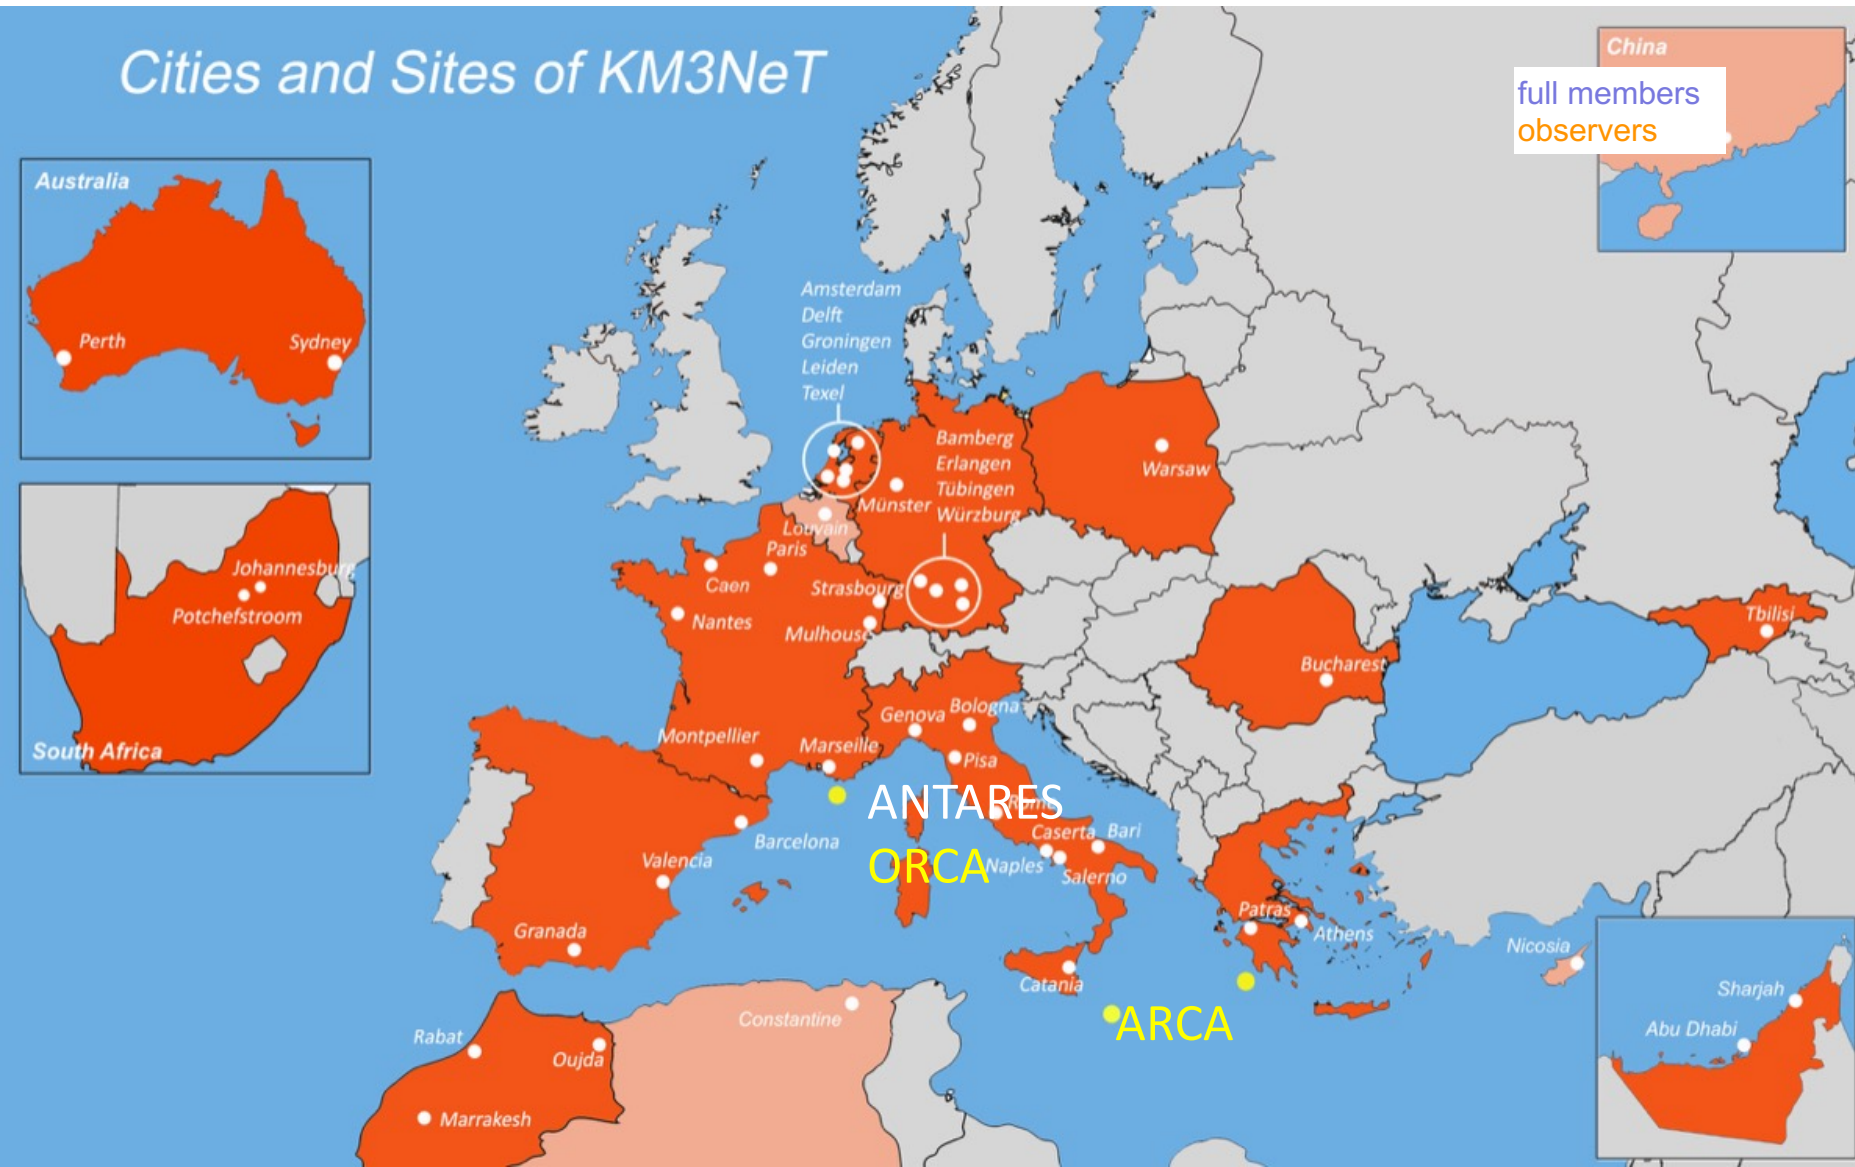 Cities and Sites of KM3NeT
China
full members
observers
Australia
Perth
Sydney
Amsterdam
Delft
Groningen
Leiden
Texel
Bamberg
Erlangen
Tübingen
Würzburg
Warsaw
Münster
Louvain
Paris
Caen
Strasbourg
Nantes
Mulhouse
Johannesburg
Potchefstroom
South Africa
Tbilisi
Bucharest
Genova
Bologna
Montpellier
Marseille
Pisa
ANTARES
Rome
Caserta
Bari
Barcelona
ORCA
Naples
Salerno
Valencia
Granada
Patras
Athens
Nicosia
Catania
Sharjah
Abu Dhabi
ARCA
Constantine
Rabat
Oujda
Marrakesh